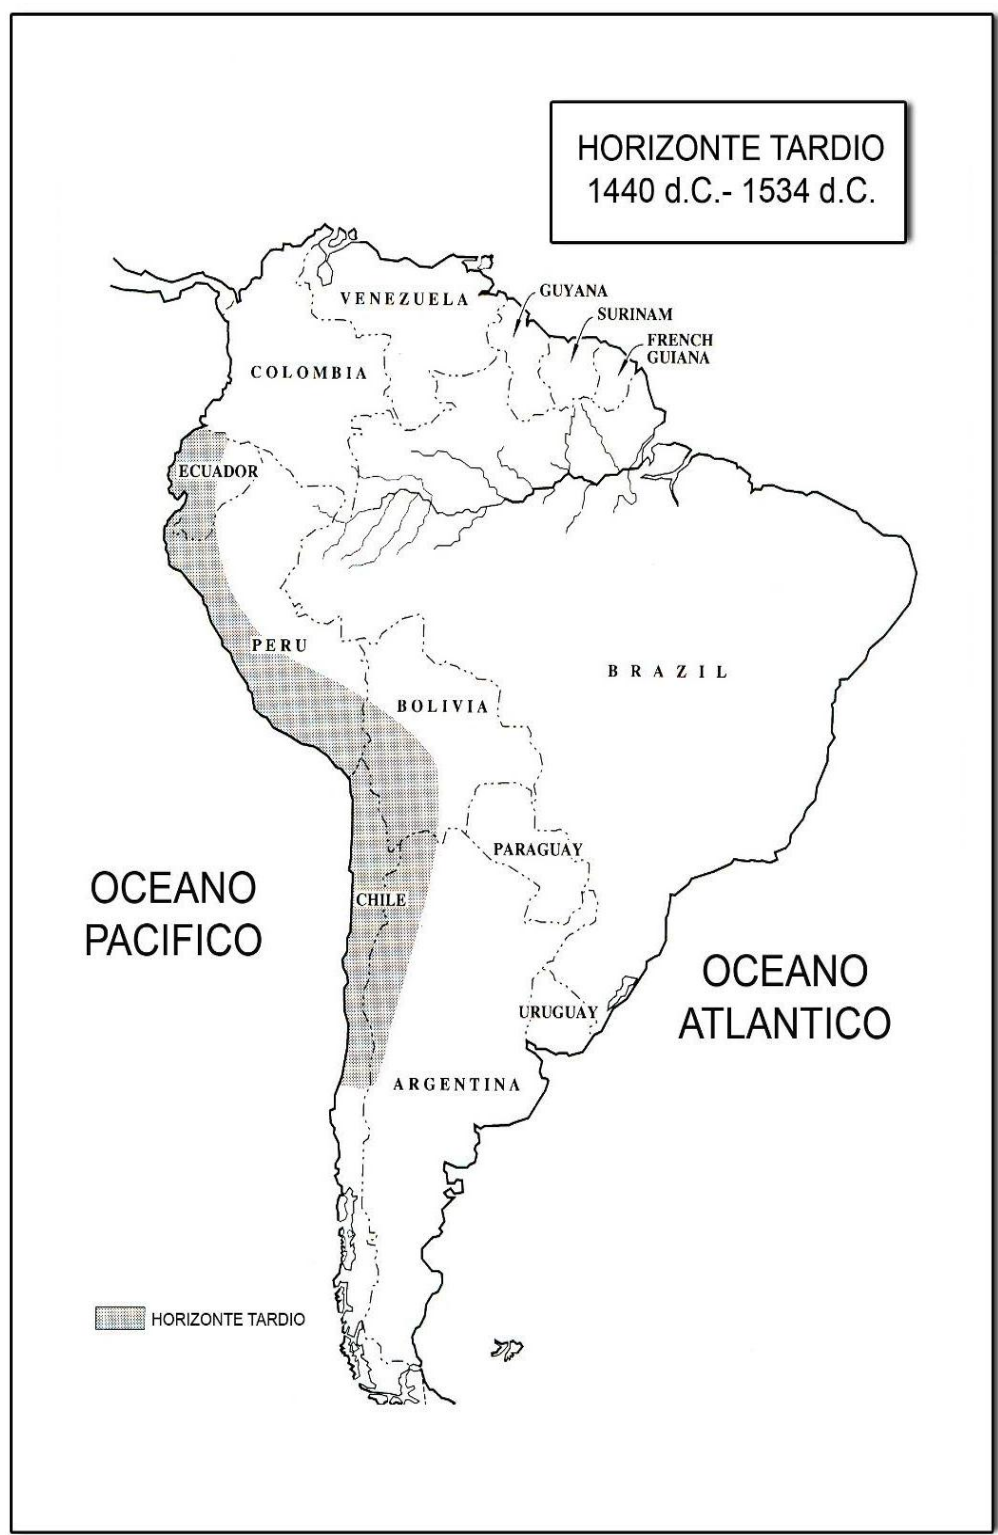 HORIZONTE TARDIO
1440 d.C.- 1534 d.C.
GUYANA
VENEZUELA
SURINAM
FRENCH
GUIANA
COLOMBIA
ECUADOR
PERU
BRAZIL
BOLIVIA
PARAGUAY
OCEANO
PACIFICO
CHILE
OCEANO
ATLANTICO
URUGUAY
ARGENTINA
HORIZONTE TARDIO